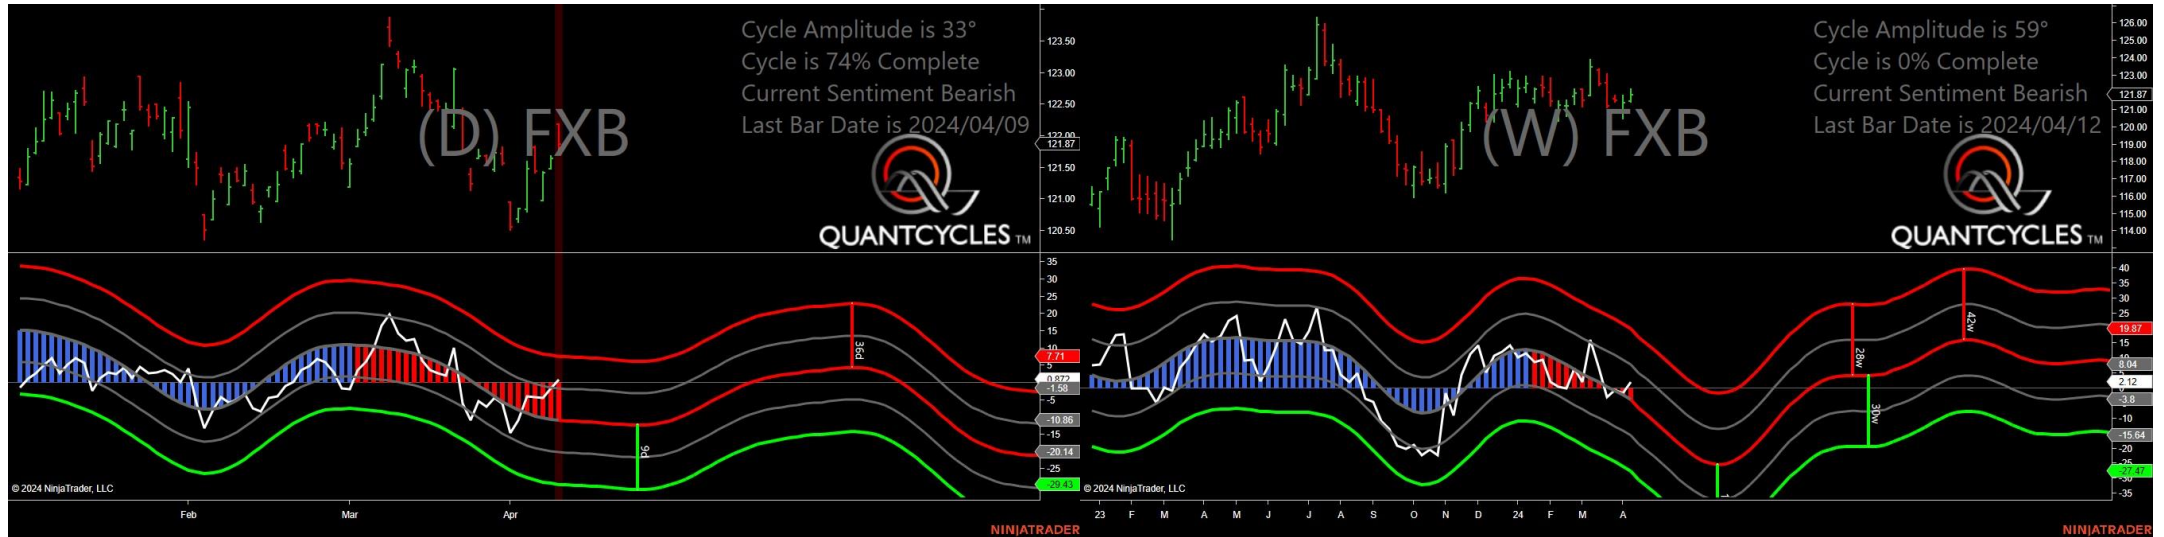 Cycle Amplitude is 33°
Cycle is 74% Complete
Current Sentiment Bearish
Last Bar Date is 2024/04/09
(D) FXB
QUANTCYCLES TM
123.50
123.00
122.50
122.00
121.87
121.50
121.00
120.50
35
30
25
20
15
10
7.71
5
0.872
-1.58
-5
-10.86
-15
-20.14
-25
-29.43
36d
9d
© 2024 NinjaTrader, LLC
Feb
Mar
Apr
NINJATRADER
Cycle Amplitude is 59°
Cycle is 0% Complete
Current Sentiment Bearish
Last Bar Date is 2024/04/12
(W) FXB
QUANTCYCLES TM
126.00
125.00
124.00
123.00
121.87
121.00
120.00
119.00
118.00
117.00
116.00
115.00
114.00
40
35
30
25
19.87
15
8.04
2.12
-3.8
-10
-15.64
-20
-25
-27.47
-30
-35
28w
42w
30w
© 2024 NinjaTrader, LLC
23
F
M
A
M
J
J
A
S
O
N
D
24
F
M
A
NINJATRADER